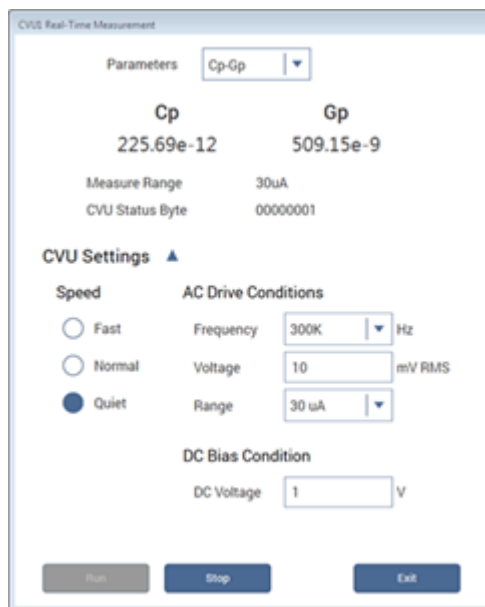 CVU1 Real-Time Measurement
Parameters Cp-Gp
Cp Gp
225.69e-12 509.15e-9
Measure Range 30uA
CVU Status Byte 00000001
CVU Settings ▲
Speed AC Drive Conditions
Fast Frequency 300K Hz
Normal Voltage 10 mV RMS
Quiet Range 30 uA
DC Bias Condition
DC Voltage 1 V
Run Stop Exit